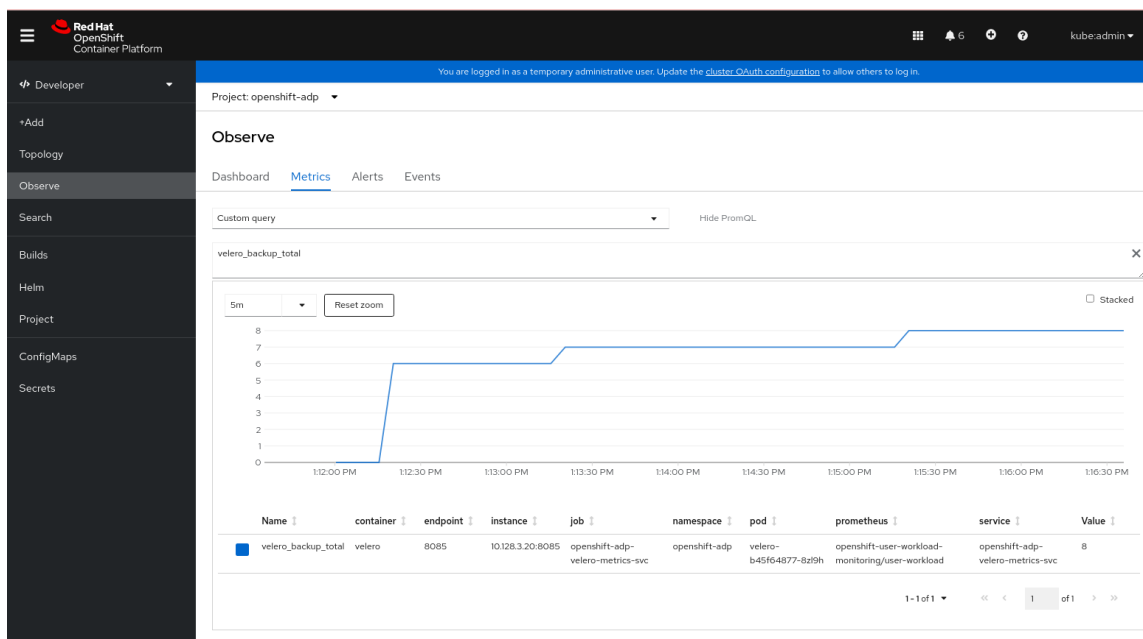 Red Hat
OpenShift
Container Platform
6
kube:admin
Developer
+Add
Topology
Observe
Search
Builds
Helm
Project
ConfigMaps
Secrets
You are logged in as a temporary administrative user. Update the cluster OAuth configuration to allow others to log in.
Project: openshift-adp
Observe
Dashboard Metrics Alerts Events
Custom query
Hide PromQL
velero_backup_total
5m
Reset zoom
Stacked
8
7
6
5
4
3
2
1
0
1:12:00 PM 1:12:30 PM 1:13:00 PM 1:13:30 PM 1:14:00 PM 1:14:30 PM 1:15:00 PM 1:15:30 PM 1:16:00 PM 1:16:30 PM
Name container endpoint instance job namespace pod prometheus service Value
velero_backup_total velero 8085 10.128.3.20:8085 openshift-adp- openshift-adp velero- openshift-user-workload- openshift-adp- 8
velero-metrics-svc b45f64877-8zl9h monitoring/user-workload velero-metrics-svc
1 - 1 of 1
1 of 1